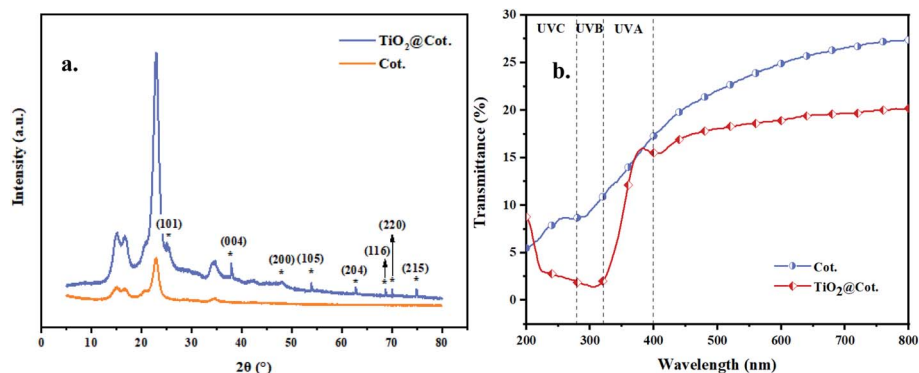 a.
TiO2@Cot.
Cot.
(101)
(004)
(200)
(105)
(204)
(116)
(220)
(215)
*
*
*
*
*
*
*
*
Intensity (a.u.)
0 10 20 30 40 50 60 70 80
2θ (°)
b.
UVC UVB UVA
30
25
20
15
10
5
0
Transmittance (%)
Cot.
TiO2@Cot.
200 300 400 500 600 700 800
Wavelength (nm)